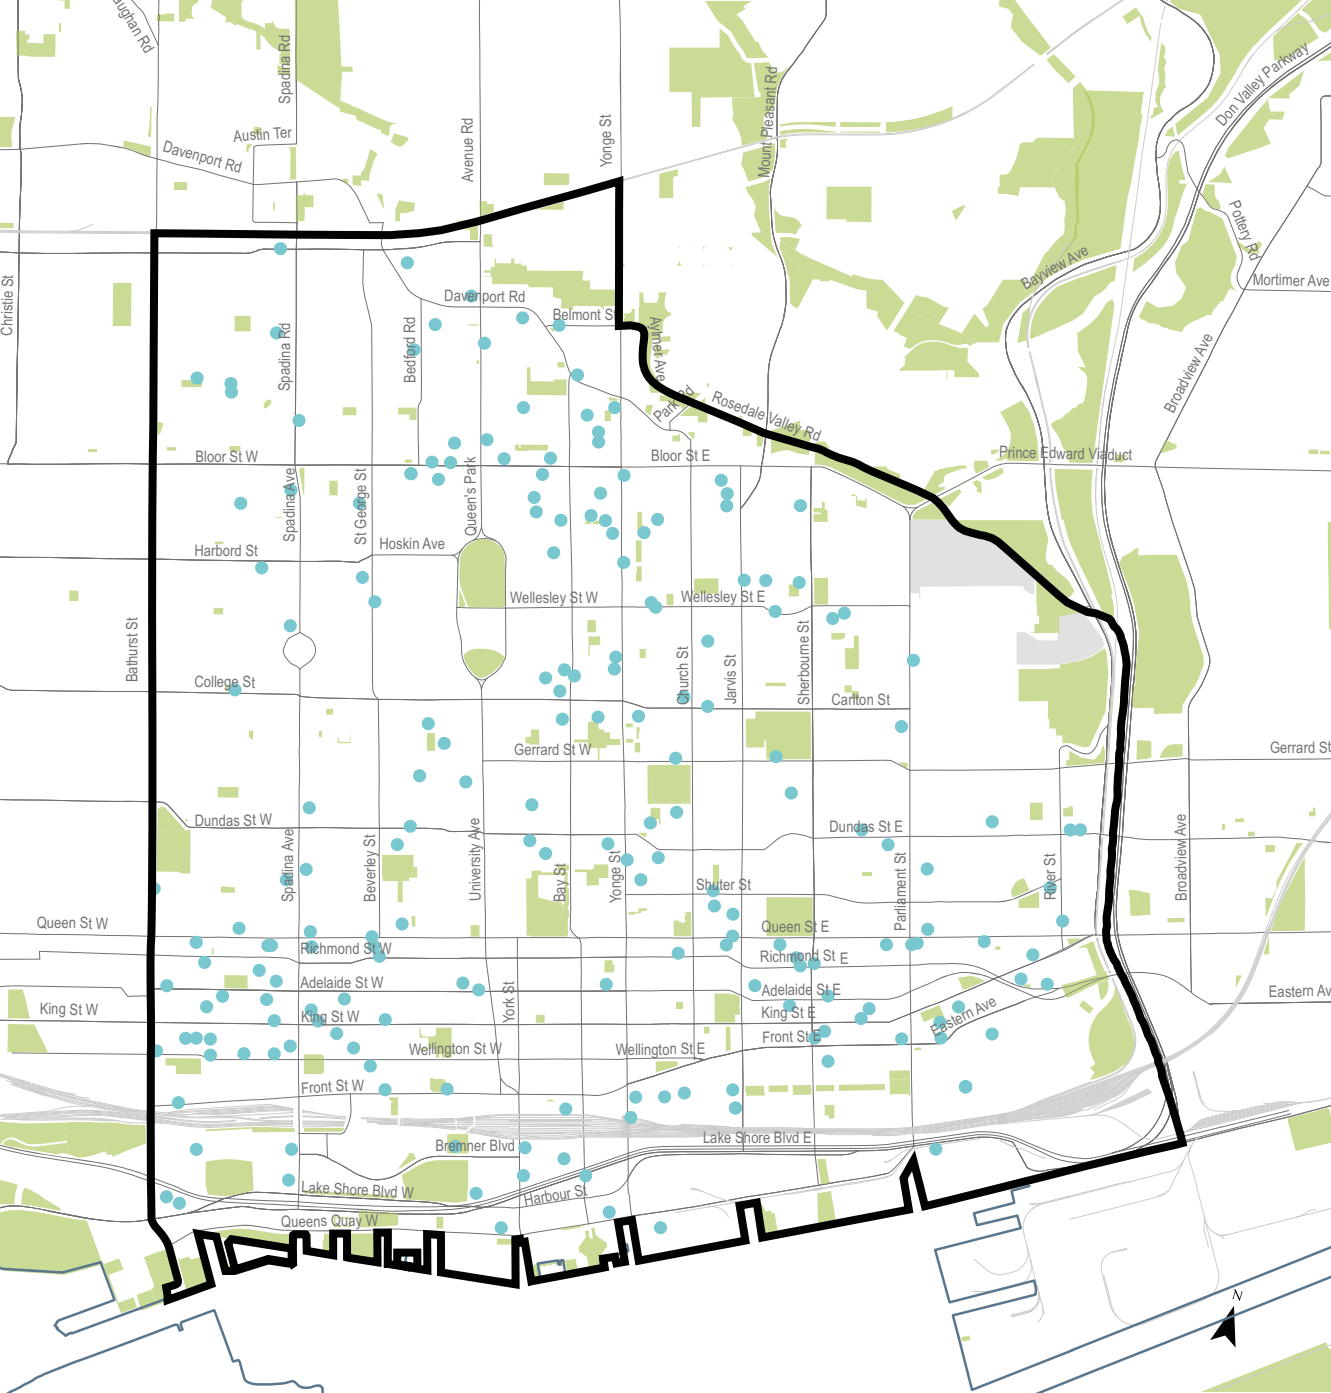 Vaughan Rd
Spadina Rd
Austin Ter
Davenport Rd
Avenue Rd
Yonge St
Mount Pleasant Rd
Don Valley Parkway
Pottery Rd
Mortimer Ave
Bayview Ave
Christie St
Davenport Rd
Belmont St
Spadina Rd
Bedford Rd
Aylmer Ave
Park Rd
Rosedale Valley Rd
Broadview Ave
Prince Edward Viaduct
Bloor St W
Bloor St E
Spadina Ave
St George St
Queen's Park
Harbord St
Hoskin Ave
Wellesley St W
Wellesley St E
Bathurst St
Church St
Jarvis St
Sherbourne St
College St
Carlton St
Gerrard St W
Gerrard St
Dundas St W
Dundas St E
Spadina Ave
Beverley St
University Ave
Bay St
Yonge St
Shuter St
Parliament St
River St
Broadview Ave
Queen St W
Queen St E
Richmond St W
Richmond St E
Adelaide St W
York St
Adelaide St E
Eastern Av
King St W
King St W
King St E
Eastern Ave
Front St E
Wellington St W
Wellington St E
Front St W
Bremner Blvd
Lake Shore Blvd E
Lake Shore Blvd W
Harbour St
Queens Quay W
N